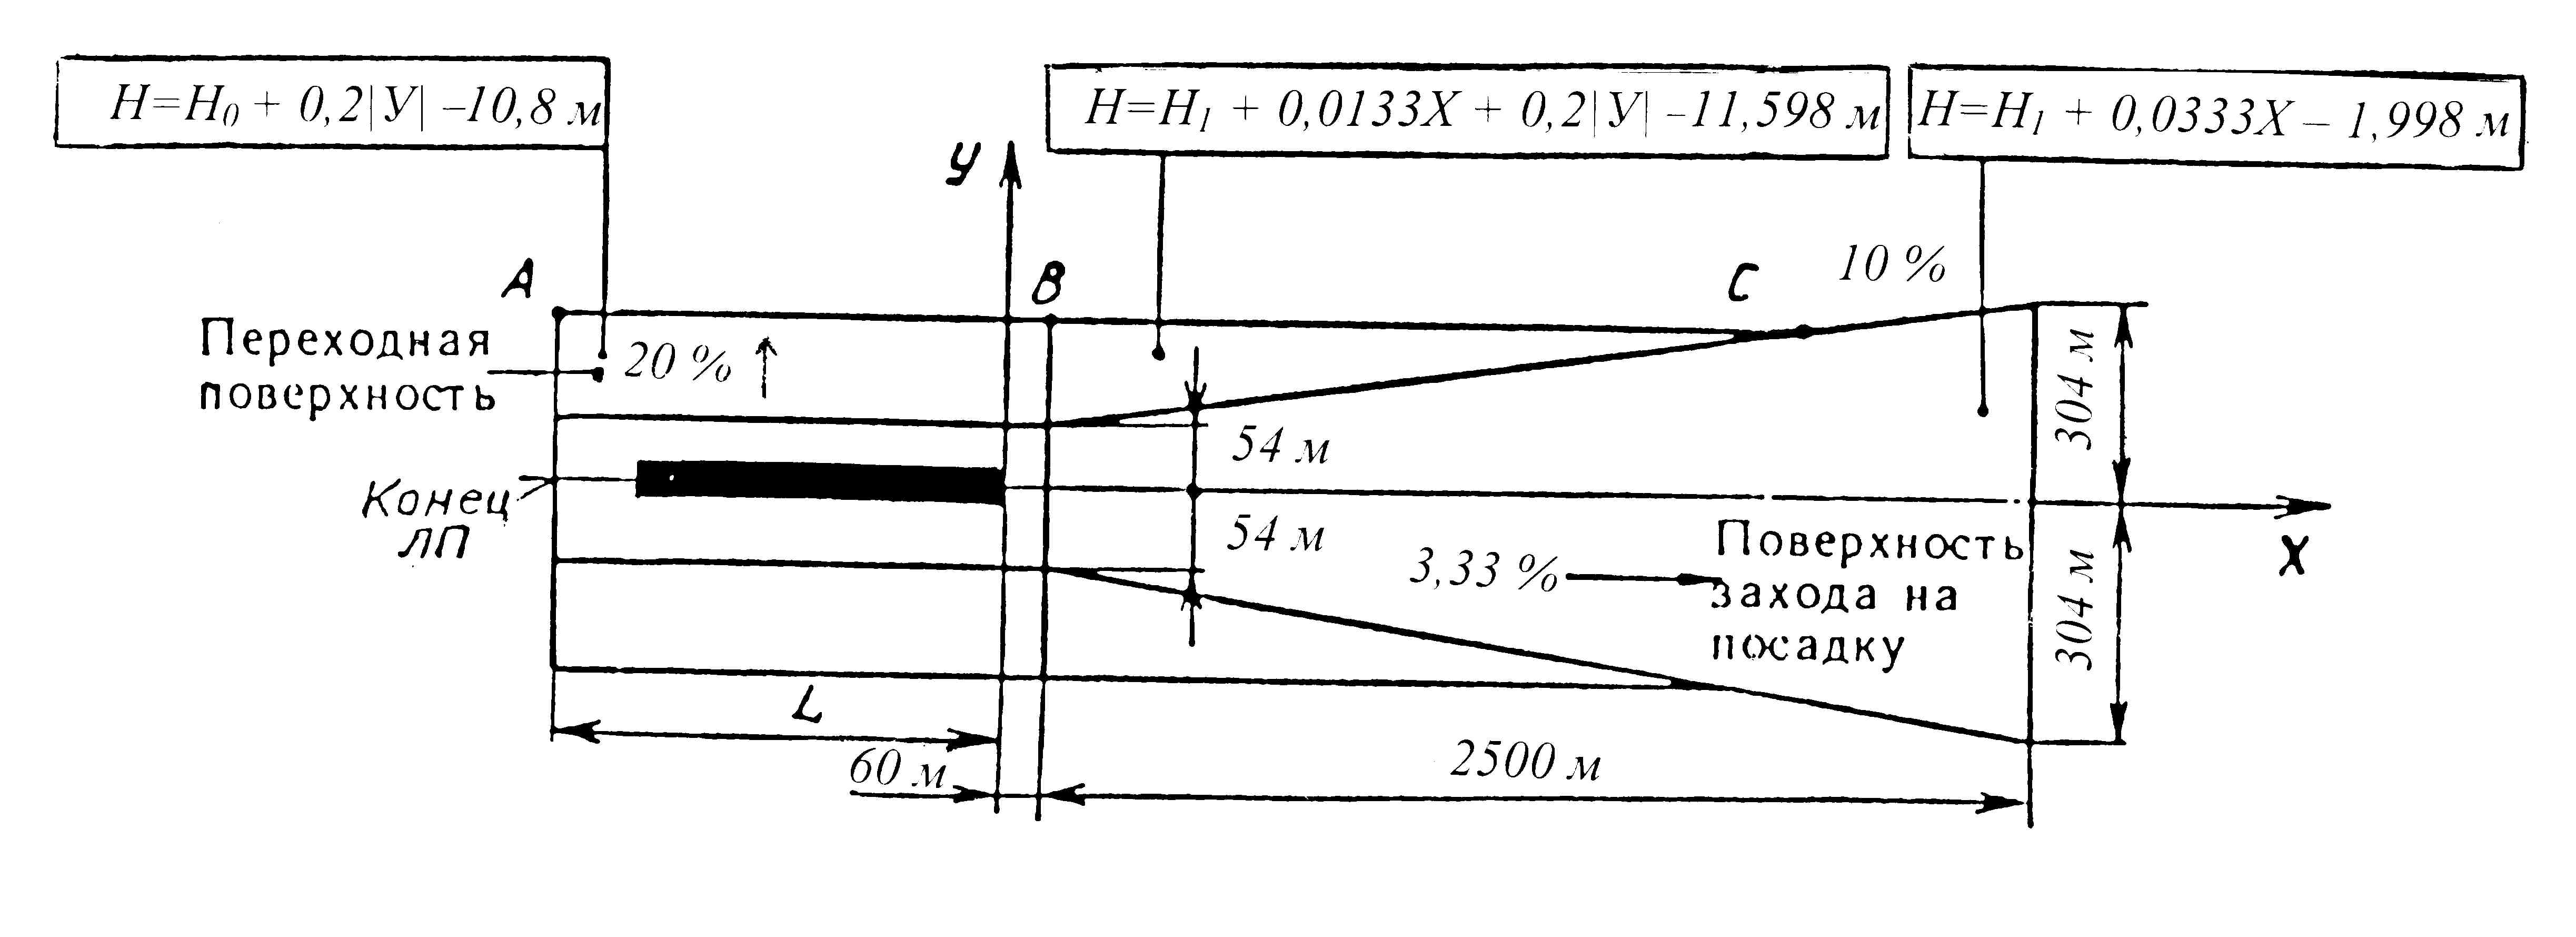 H=H₀ + 0,2|У| –10,8 м
H=H₁ + 0,0133X + 0,2|У| –11,598 м
H=H₁ + 0,0333X – 1,998 м
У
A
B
C
10 %
Переходная
поверхность
20 %
304 м
54 м
Конец
ЛП
54 м
3,33 %
Поверхность
захода на
посадку
X
304 м
L
60 м
2500 м